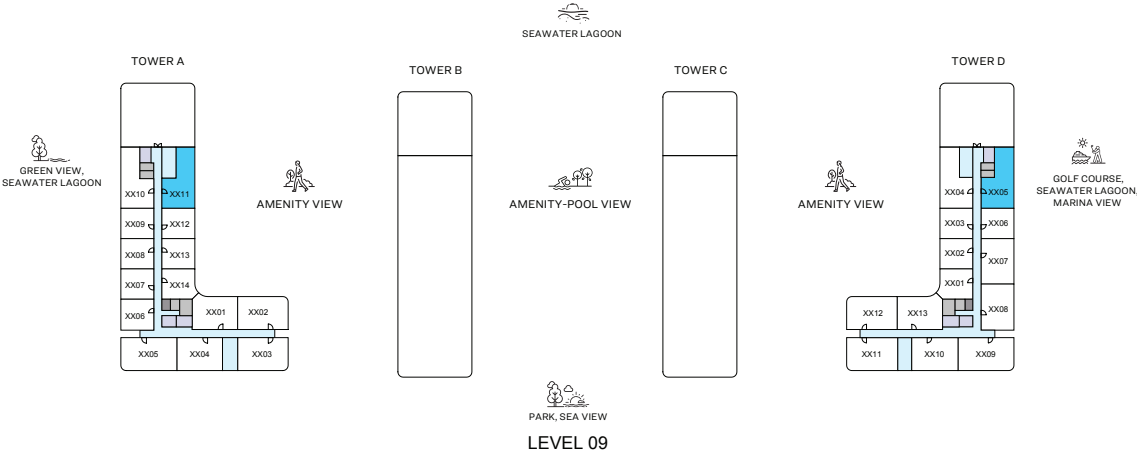 SEAWATER LAGOON
TOWER A
TOWER B
TOWER C
TOWER D
GREEN VIEW,
SEAWATER LAGOON
AMENITY VIEW
AMENITY-POOL VIEW
AMENITY VIEW
GOLF COURSE,
SEAWATER LAGOON,
MARINA VIEW
XX10 XX11
XX09 XX12
XX08 XX13
XX07 XX14
XX06 XX01 XX02
XX05 XX04 XX03
XX04 XX05
XX03 XX06
XX02 XX07
XX01
XX12 XX13 XX08
XX11 XX10 XX09
PARK, SEA VIEW
LEVEL 09